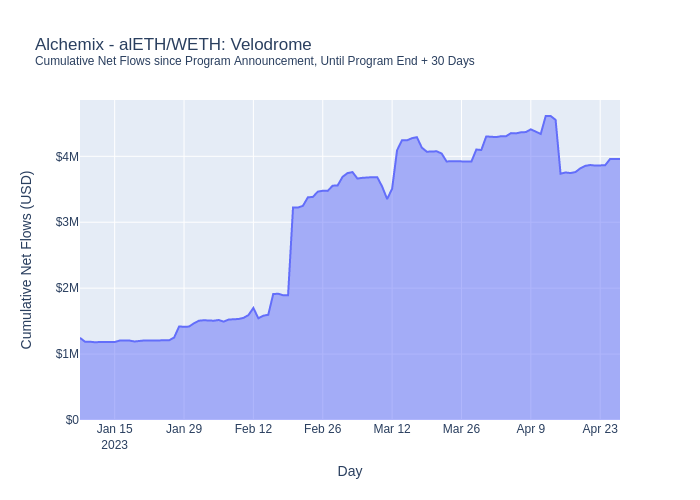 Alchemix - alETH/WETH: Velodrome
Cumulative Net Flows since Program Announcement, Until Program End + 30 Days
Cumulative Net Flows (USD)
$4M
$3M
$2M
$1M
$0
Jan 15 Jan 29 Feb 12 Feb 26 Mar 12 Mar 26 Apr 9 Apr 23
2023
Day